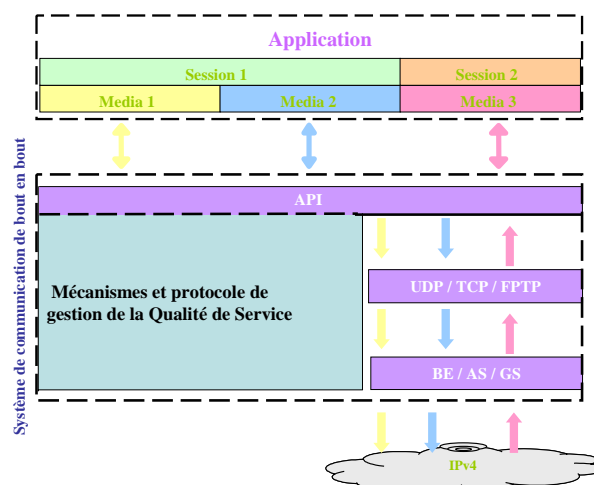 Application
Session 1 Session 2
Media 1 Media 2 Media 3
Système de communication de bout en bout
API
Mécanismes et protocole de
gestion de la Qualité de Service
UDP / TCP / FPTP
BE / AS / GS
IPv4